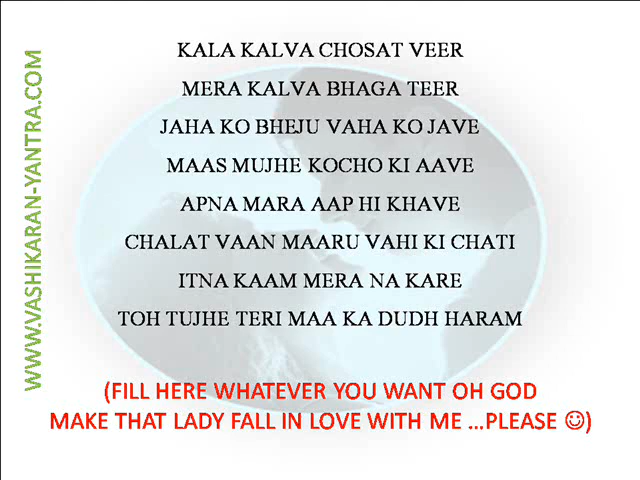 KALA KALVA CHOSAT VEER
MERA KALVA BHAGA TEER
JAHA KO BHEJU VAHA KO JAVE
MAAS MUJHE KOCHO KI AAVE
APNA MARA AAP HI KHAVE
CHALAT VAAN MAARU VAHI KI CHATI
ITNA KAAM MERA NA KARE
TOH TUJHE TERI MAA KA DUDH HARAM
(FILL HERE WHATEVER YOU WANT OH GOD
MAKE THAT LADY FALL IN LOVE WITH ME ...PLEASE ☺)
WWW.VASHIKARAN-YANTRA.COM